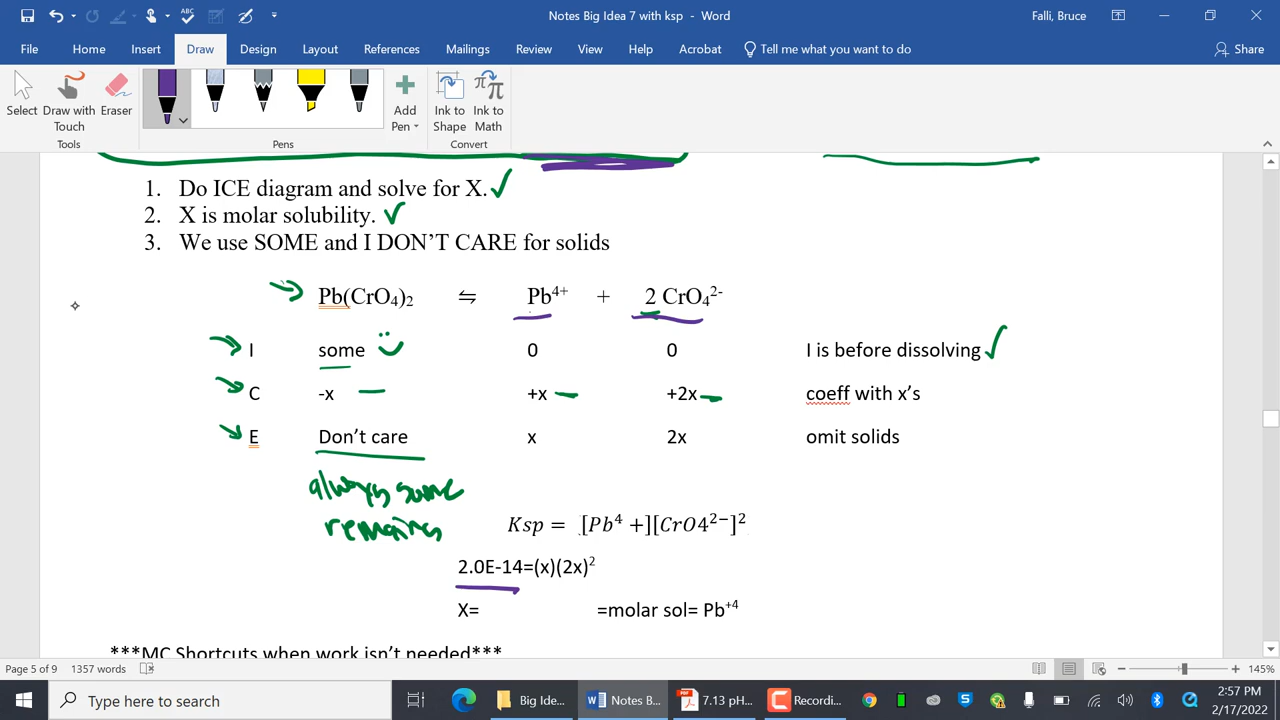 Notes Big Idea 7 with ksp - Word
Falli, Bruce
File Home Insert Draw Design Layout References Mailings Review View Help Acrobat Tell me what you want to do Share
Select Draw with Touch Eraser Add Pen Ink to Shape Ink to Math
Tools Pens Convert
1. Do ICE diagram and solve for X. ✓
2. X is molar solubility. ✓
3. We use SOME and I DON'T CARE for solids
Pb(CrO₄)₂ ⇋ Pb⁴⁺ + 2 CrO₄²⁻
I some 0 0 I is before dissolving ✓
C -x +x +2x coeff with x's
E Don't care x 2x omit solids
always some
remains
Ksp = [Pb⁴ +][CrO4²⁻]²
2.0E-14=(x)(2x)²
X= =molar sol= Pb⁺⁴
***MC Shortcuts when work isn't needed***
Page 5 of 9 1357 words 145%
Type here to search Big Ide... Notes B... 7.13 pH... Recordi... 2:57 PM
2/17/2022